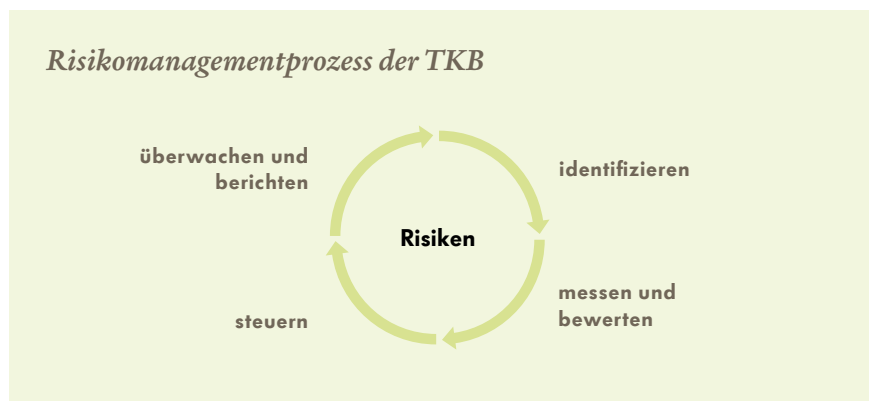 Risikomanagementprozess der TKB
überwachen und
berichten
identifizieren
Risiken
messen und
bewerten
steuern